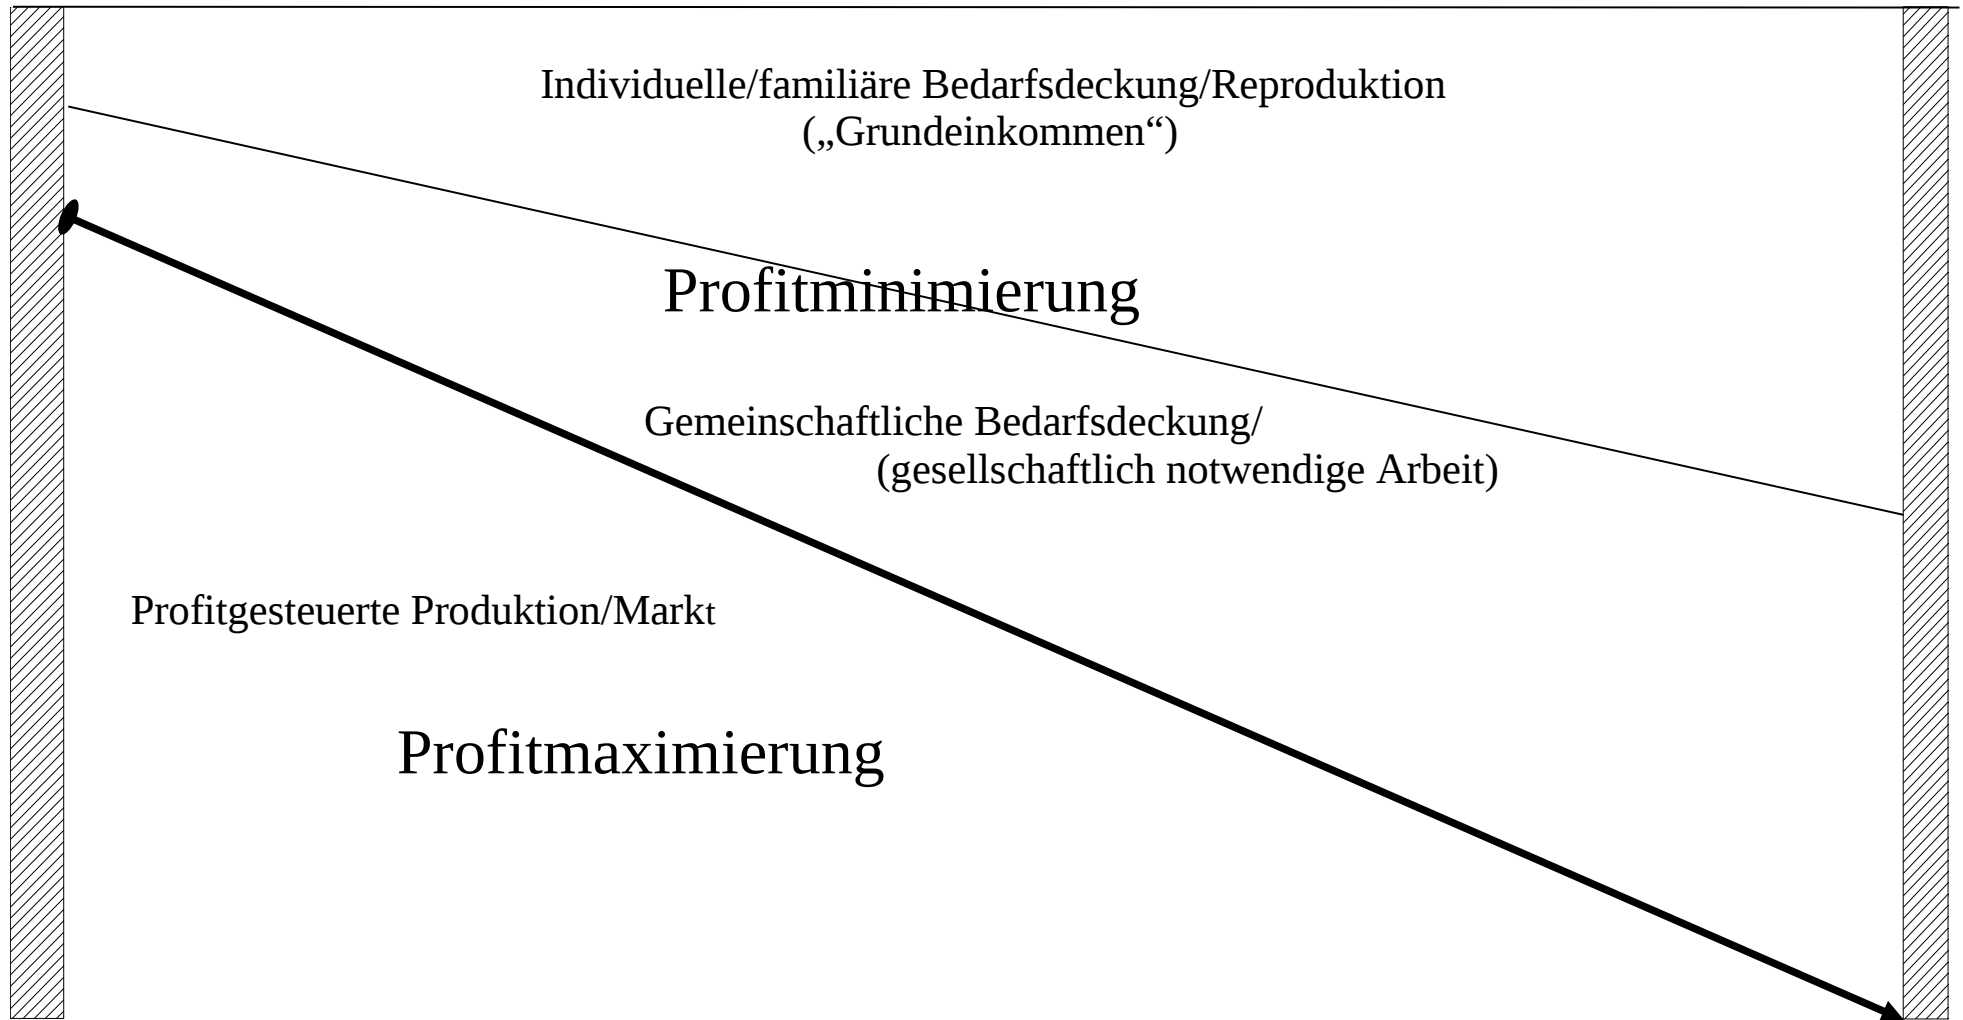 Individuelle/familiäre Bedarfsdeckung/Reproduktion
(„Grundeinkommen“)
Profitminimierung
Gemeinschaftliche Bedarfsdeckung/
(gesellschaftlich notwendige Arbeit)
Profitgesteuerte Produktion/Markt
Profitmaximierung